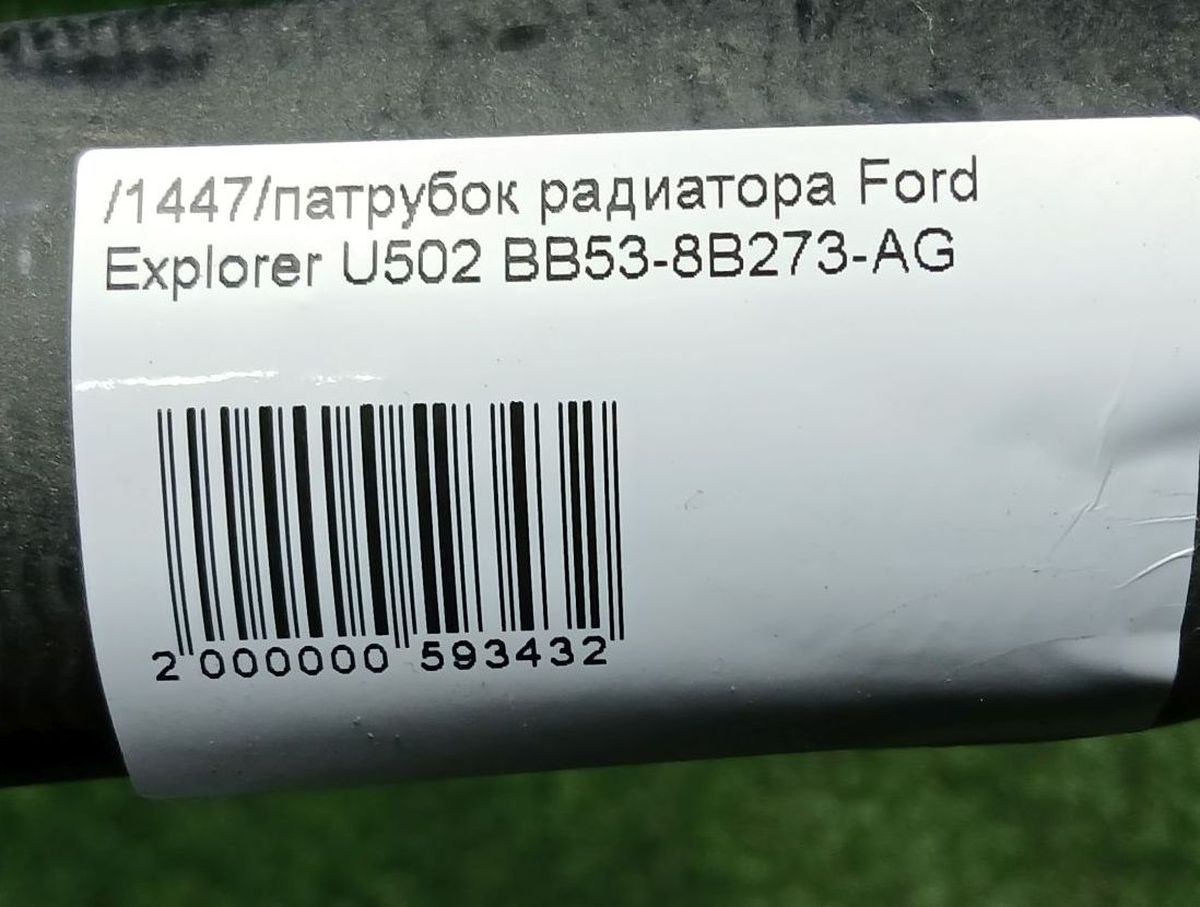 /1447/патрубок радиатора Ford
Explorer U502 BB53-8B273-AG
2 000000 593432